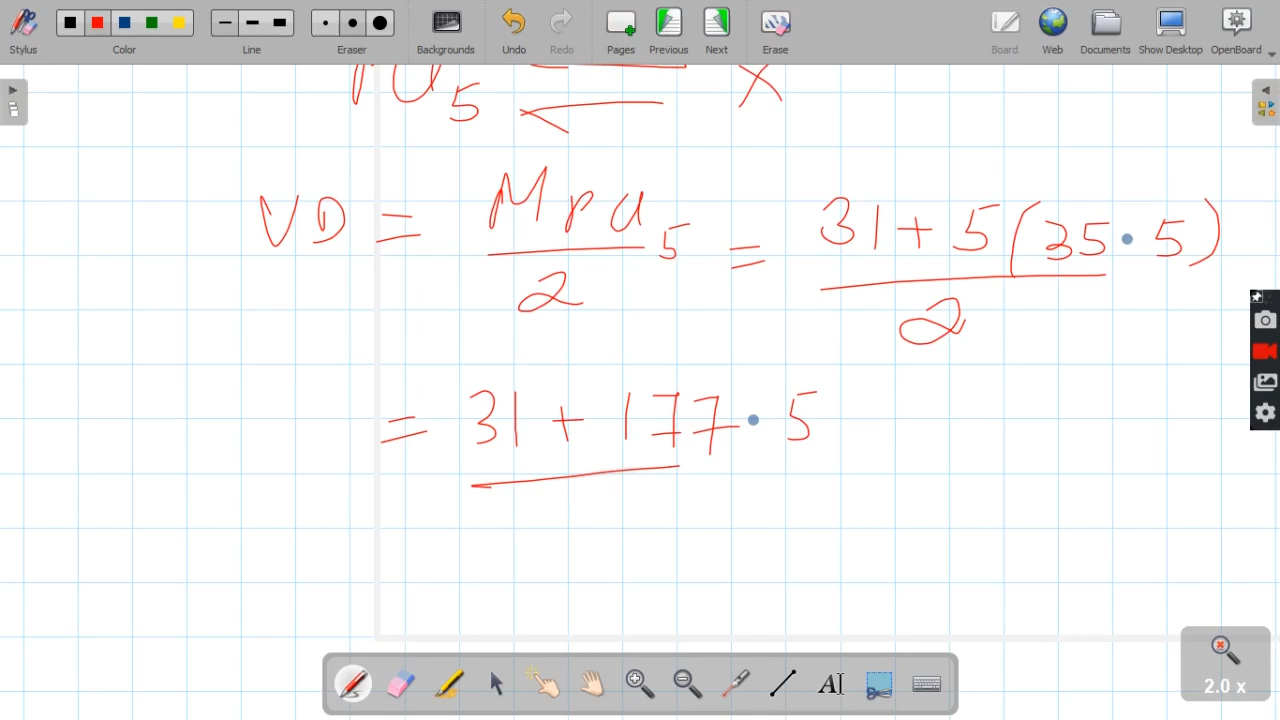 Stylus Color Line Eraser Backgrounds Undo Redo Pages Previous Next Erase Board Web Documents Show Desktop OpenBoard
5 x
VD = Mpcl5 / 2 = 31 + 5(35·5) / 2
= 31 + 177·5
2.0 x